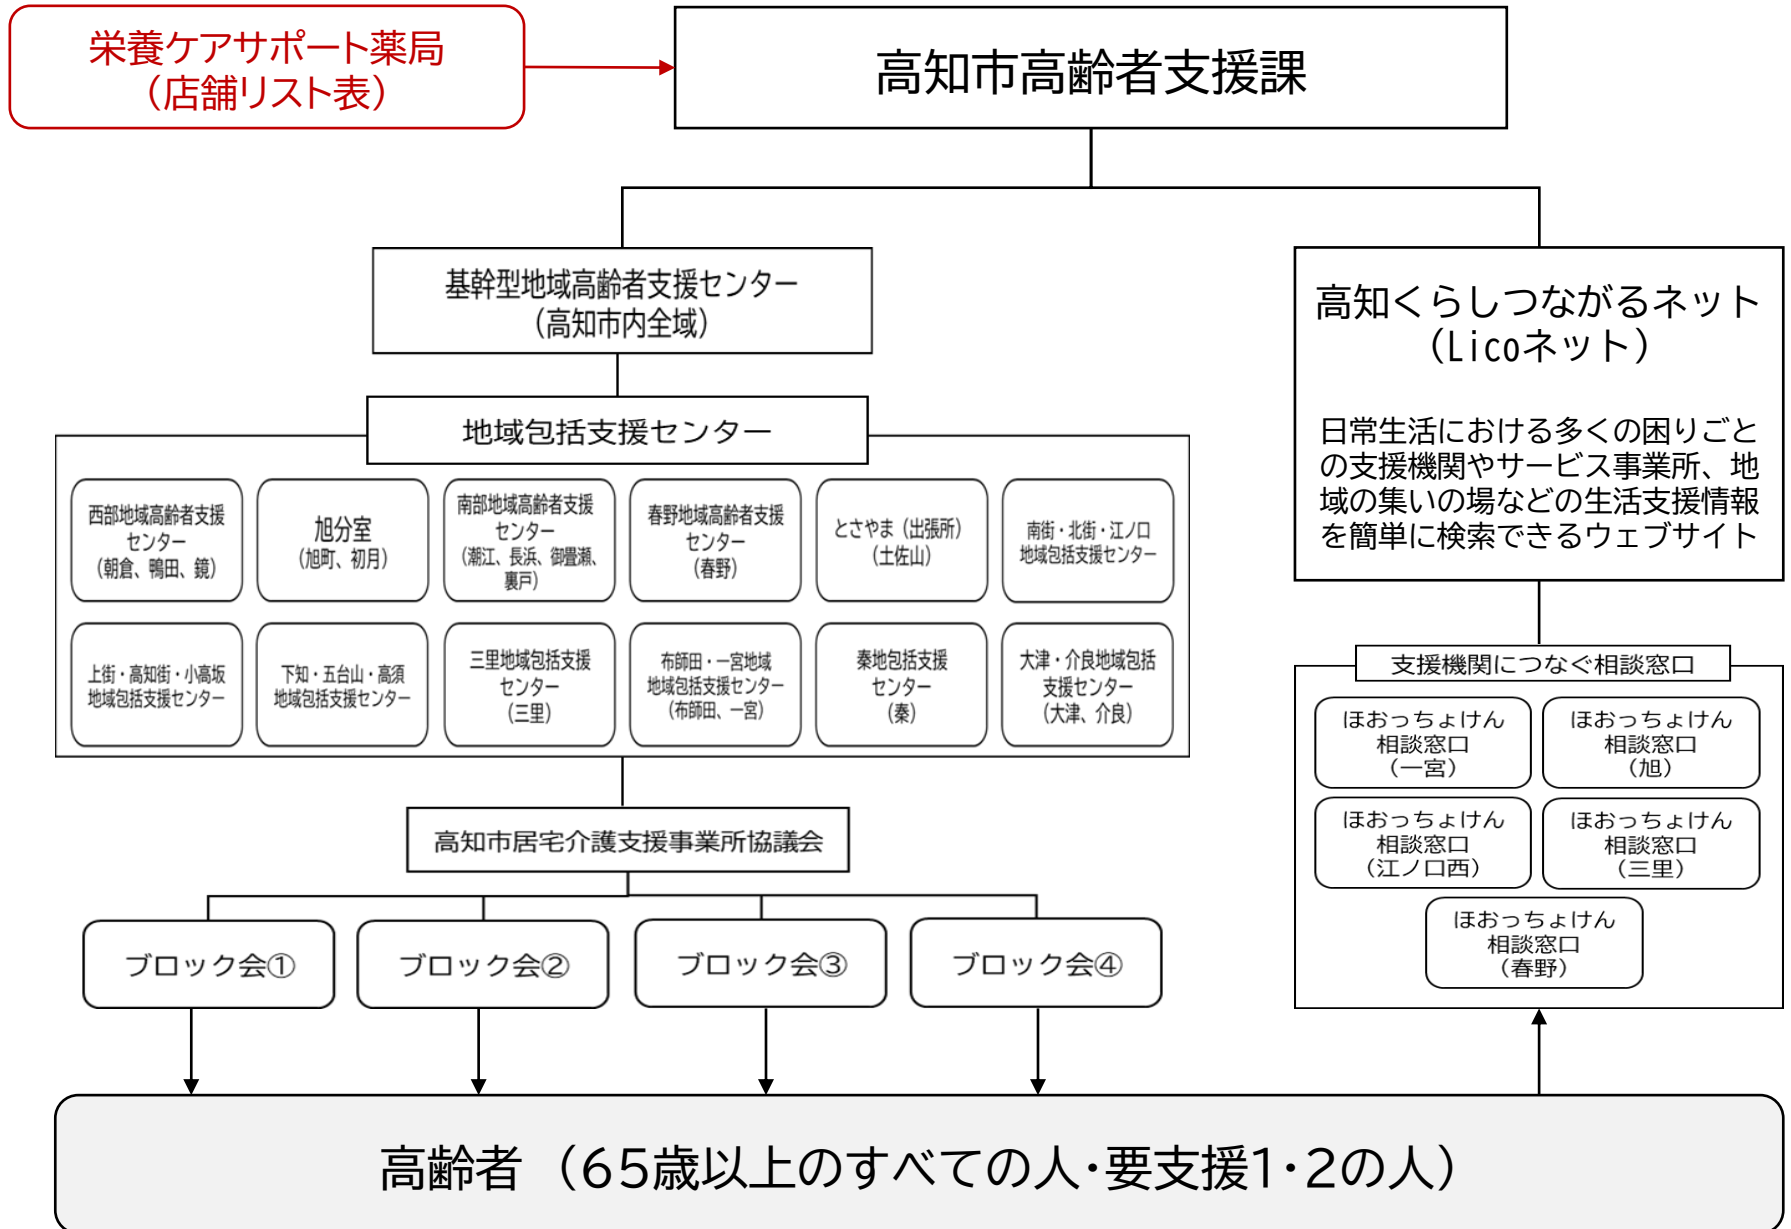 栄養ケアサポート薬局
（店舗リスト表）
高知市高齢者支援課
基幹型地域高齢者支援センター
（高知市内全域）
高知くらしつながるネット
（Licoネット）
日常生活における多くの困りごと
の支援機関やサービス事業所、地
域の集いの場などの生活支援情報
を簡単に検索できるウェブサイト
地域包括支援センター
西部地域高齢者支援
センター
（朝倉、鴨田、鏡）
旭分室
（旭町、初月）
南部地域高齢者支援
センター
（潮江、長浜、御畳瀬、
裏戸）
春野地域高齢者支援
センター
（春野）
とさやま（出張所）
（土佐山）
南街・北街・江ノ口
地域包括支援センター
上街・高知街・小高坂
地域包括支援センター
下知・五台山・高須
地域包括支援センター
三里地域包括支援
センター
（三里）
布師田・一宮地域
地域包括支援センター
（布師田、一宮）
秦地包括支援
センター
（秦）
大津・介良地域包括
支援センター
（大津、介良）
支援機関につなぐ相談窓口
ほおっちょけん
相談窓口
（一宮）
ほおっちょけん
相談窓口
（旭）
ほおっちょけん
相談窓口
（江ノ口西）
ほおっちょけん
相談窓口
（三里）
ほおっちょけん
相談窓口
（春野）
高知市居宅介護支援事業所協議会
ブロック会①
ブロック会②
ブロック会③
ブロック会④
高齢者（65歳以上のすべての人・要支援1・2の人）